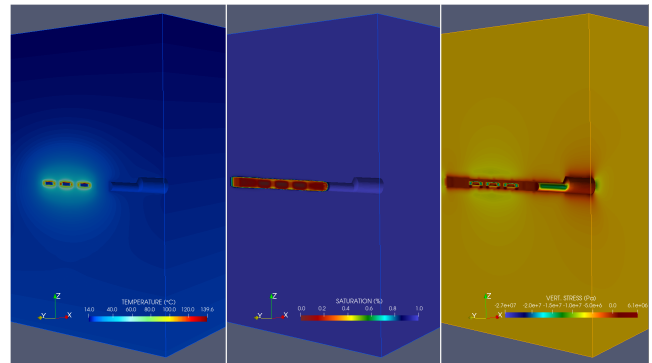 Z
Y
X
TEMPERATURE (°C)
14.0 40.0 60.0 80.0 100.0 120.0 139.6
Z
Y
X
SATURATION (%)
0.0 0.2 0.4 0.6 0.8 1.0
Z
Y
X
VERT. STRESS (Pa)
-2.7e+07 -2.0e+7 -1.5e+7 -1.0e+7 -5.0e+6 0.0 6.1e+06